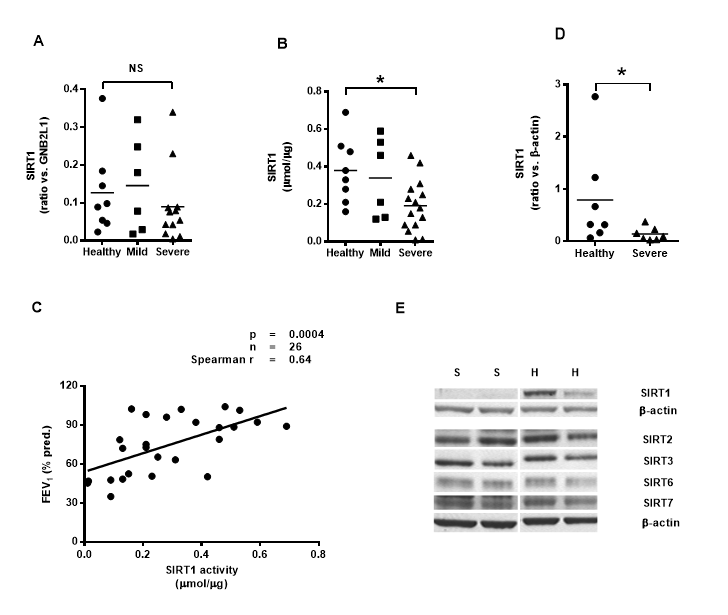 A
NS
SIRT1
(ratio vs. GNB2L1)
0.4
0.3
0.2
0.1
0.0
Healthy Mild Severe
B
*
SIRT1
(µmol/µg)
0.8
0.6
0.4
0.2
0.0
Healthy Mild Severe
D
*
SIRT1
(ratio vs. β-actin)
3
2
1
0
Healthy Severe
C
p = 0.0004
n = 26
Spearman r = 0.64
FEV1 (% pred.)
120
90
60
30
0
0.0 0.2 0.4 0.6 0.8
SIRT1 activity
(µmol/µg)
E
S S H H
SIRT1
β-actin
SIRT2
SIRT3
SIRT6
SIRT7
β-actin